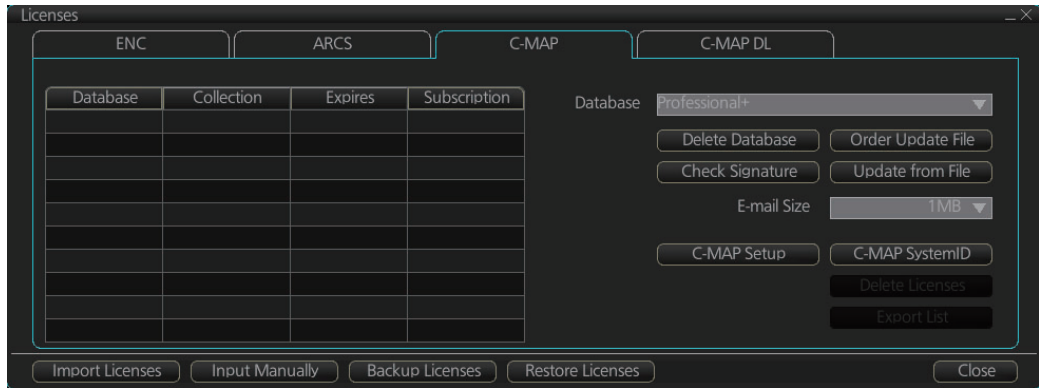 Licenses
ENC ARCS C-MAP C-MAP DL
Database Collection Expires Subscription
Database Professional+
Delete Database Order Update File
Check Signature Update from File
E-mail Size 1MB
C-MAP Setup C-MAP SystemID
Delete Licenses
Export List
Import Licenses Input Manually Backup Licenses Restore Licenses Close